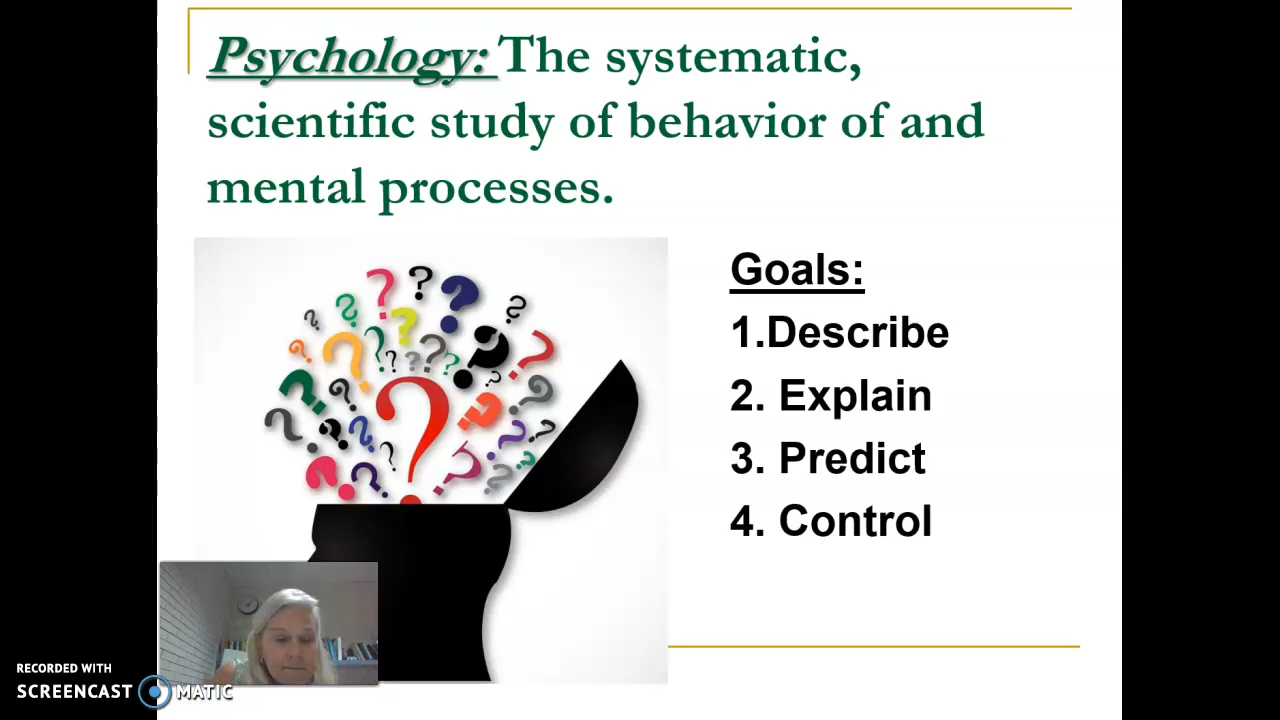 Psychology: The systematic,
scientific study of behavior of and
mental processes.
Goals:
1.Describe
2. Explain
3. Predict
4. Control
RECORDED WITH
SCREENCAST MATIC